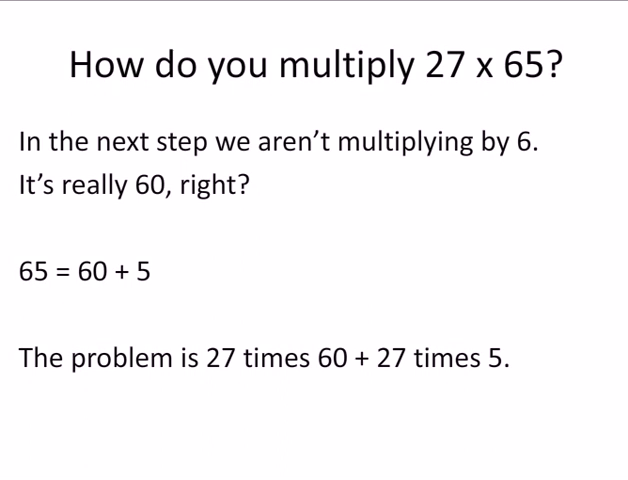 How do you multiply 27 x 65?
In the next step we aren’t multiplying by 6.
It’s really 60, right?
65 = 60 + 5
The problem is 27 times 60 + 27 times 5.